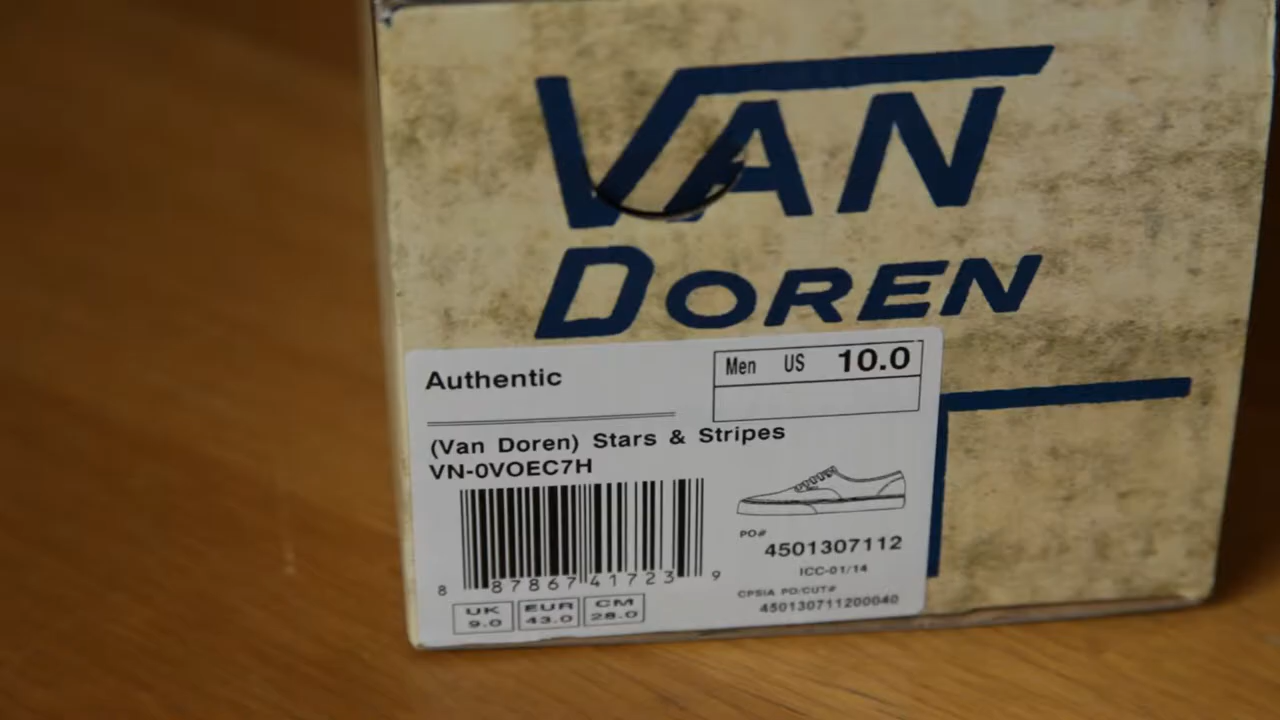 VAN
DOREN
Authentic
Men US 10.0
(Van Doren) Stars & Stripes
VN-0VOEC7H
PO#
4501307112
ICC-01/14
CPSIA PO/CUT#
450130711200040
8 87867 41723 9
UK EUR CM
9.0 43.0 28.0